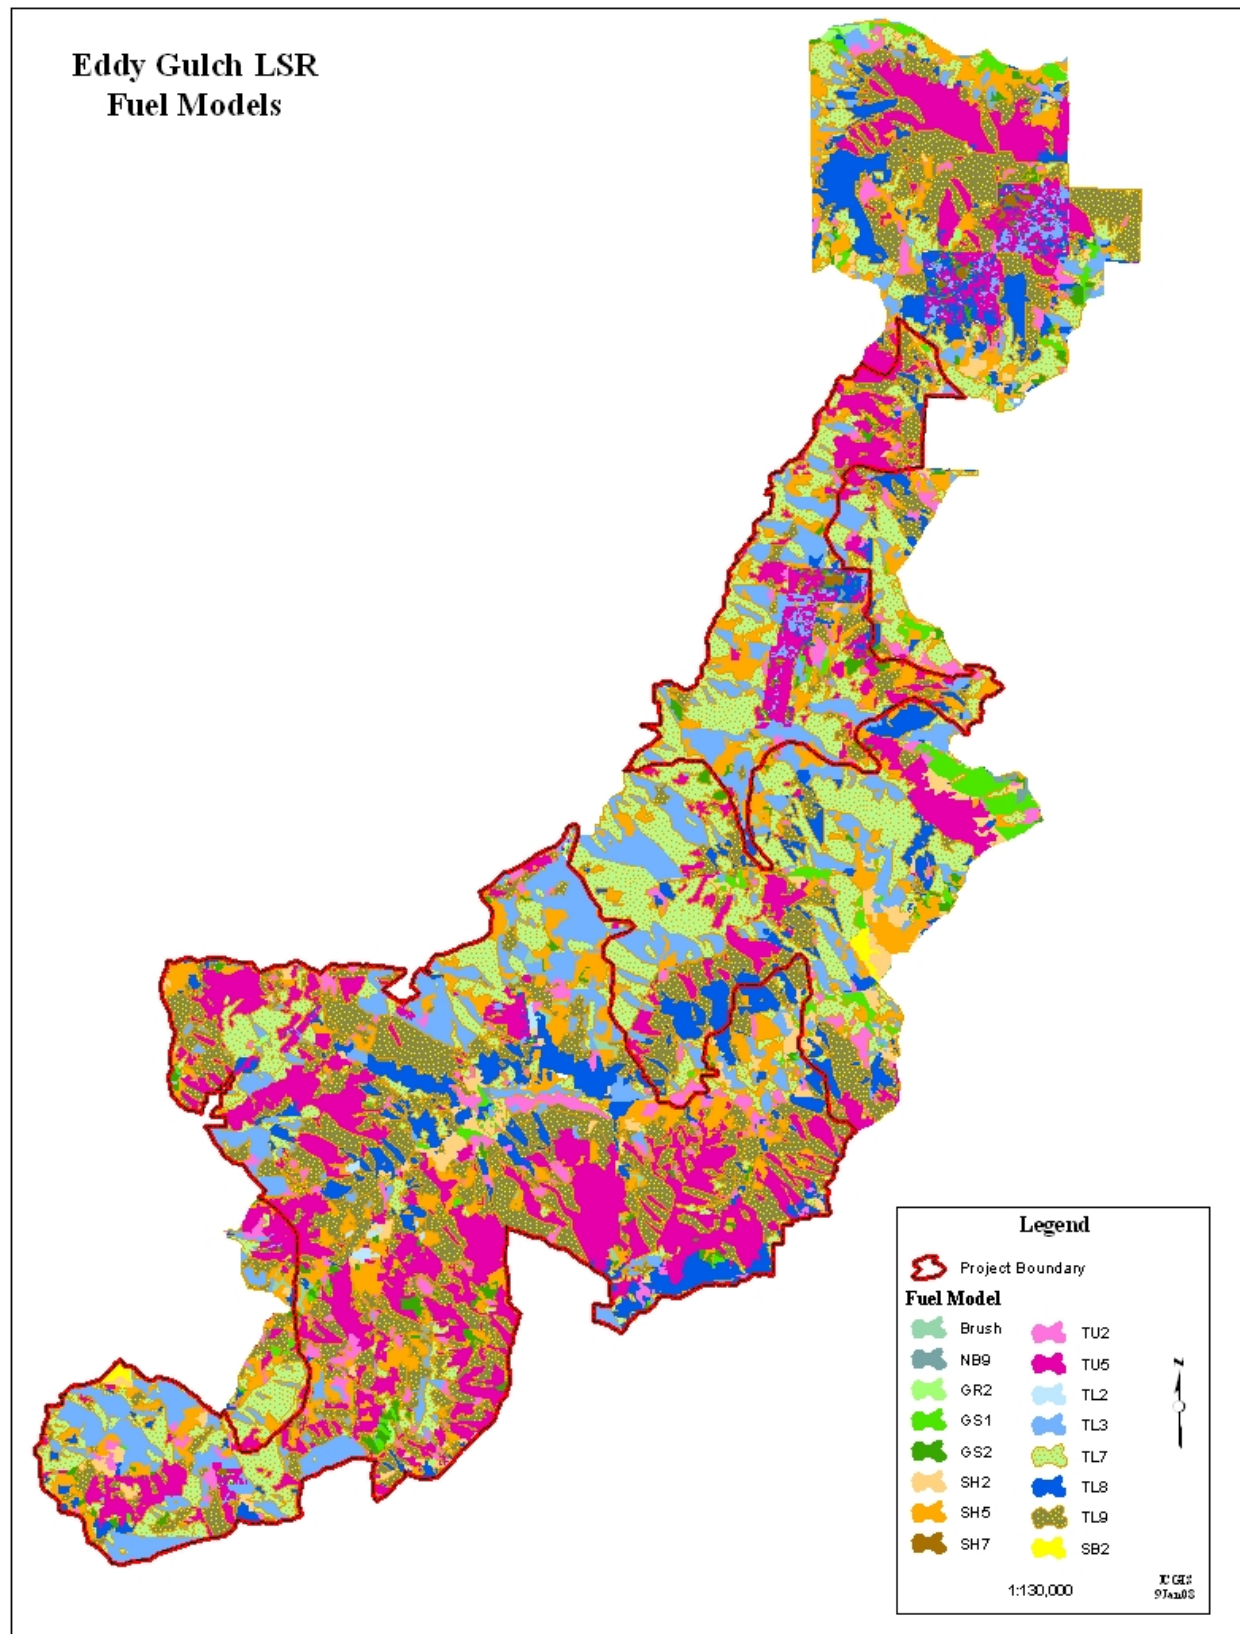 Eddy Gulch LSR
Fuel Models
Legend
Project Boundary
Fuel Model
Brush
NB9
GR2
GS1
GS2
SH2
SH5
SH7
TU2
TU5
TL2
TL3
TL7
TL8
TL9
SB2
N
1:130,000
9Jan08